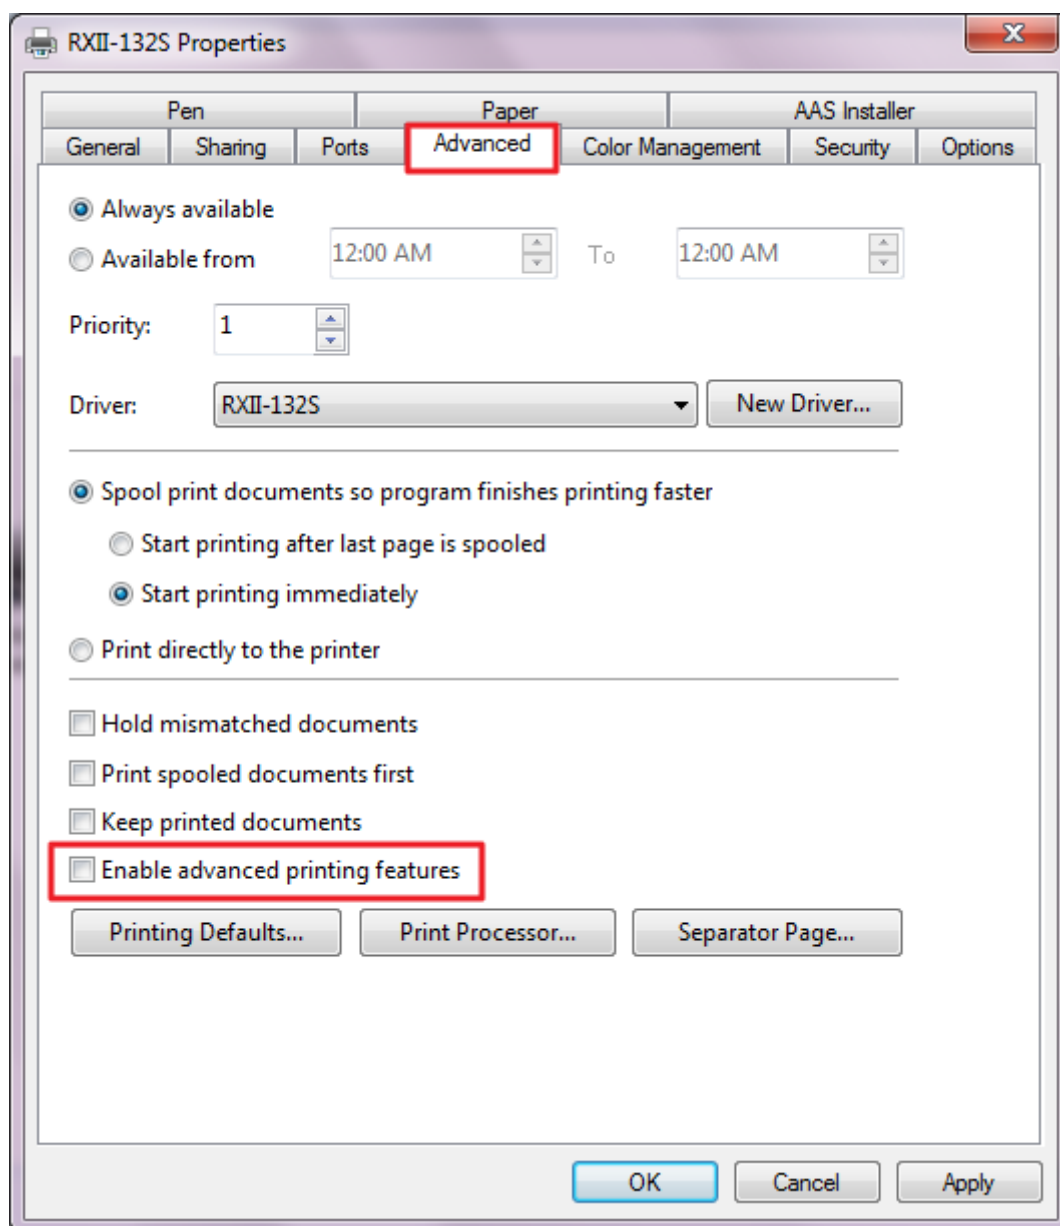 RXII-132S Properties
Pen Paper AAS Installer
General Sharing Ports Advanced Color Management Security Options
Always available
Available from 12:00 AM To 12:00 AM
Priority: 1
Driver: RXII-132S New Driver...
Spool print documents so program finishes printing faster
Start printing after last page is spooled
Start printing immediately
Print directly to the printer
Hold mismatched documents
Print spooled documents first
Keep printed documents
Enable advanced printing features
Printing Defaults... Print Processor... Separator Page...
OK Cancel Apply